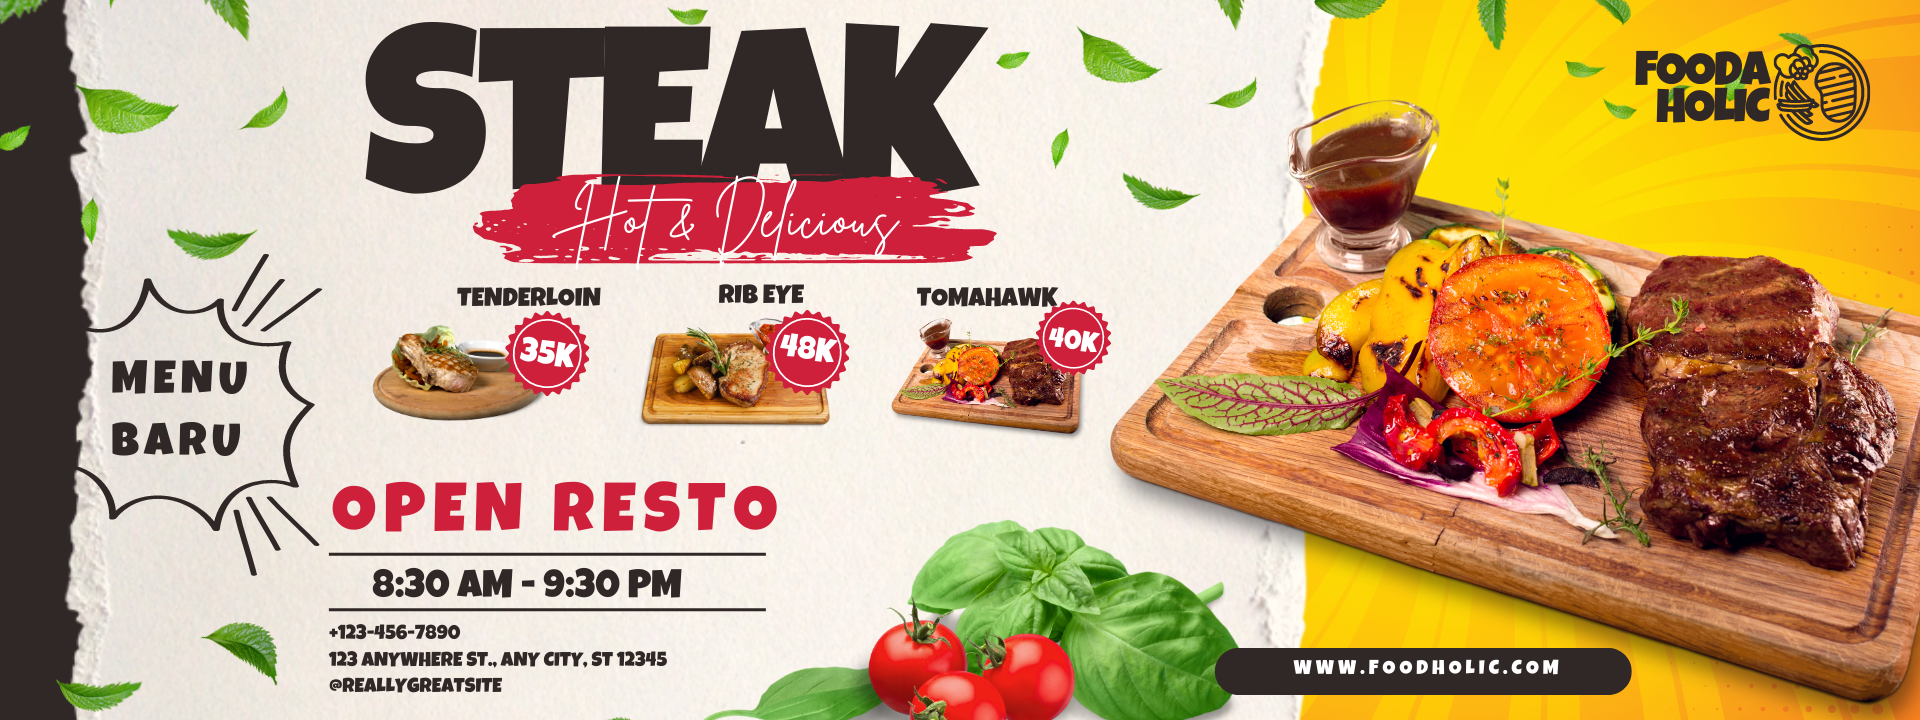 STEAK
Hot & Delicious
FOODA
HOLIC
TENDERLOIN
35K
RIB EYE
48K
TOMAHAWK
40K
MENU
BARU
OPEN RESTO
8:30 AM - 9:30 PM
+123-456-7890
123 ANYWHERE ST., ANY CITY, ST 12345
@REALLYGREATSITE
WWW.FOODHOLIC.COM